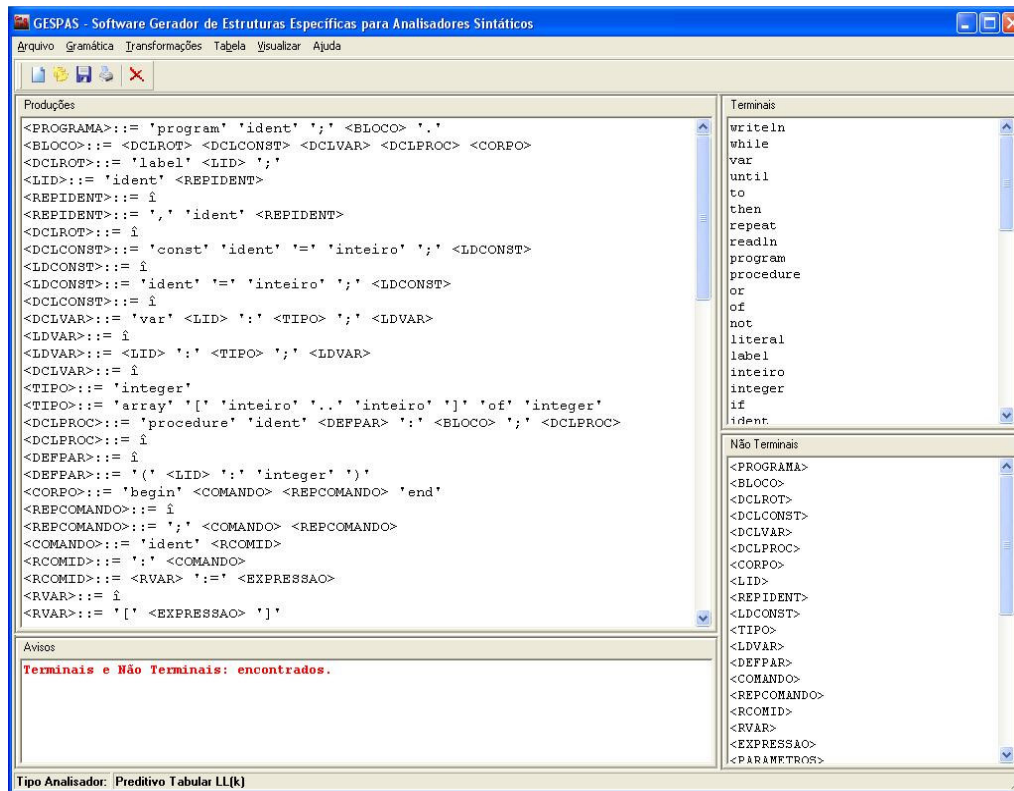 GESPAS - Software Gerador de Estruturas Específicas para Analisadores Sintáticos
Arquivo Gramática Transformações Tabela Visualizar Ajuda
Produções
<PROGRAMA>::= 'program' 'ident' ';' <BLOCO> '.'
<BLOCO>::= <DCLROT> <DCLCONST> <DCLVAR> <DCLPROC> <CORPO>
<DCLROT>::= 'label' <LID> ';'
<LID>::= 'ident' <REPIDENT>
<REPIDENT>::= î
<REPIDENT>::= ',' 'ident' <REPIDENT>
<DCLROT>::= î
<DCLCONST>::= 'const' 'ident' '=' 'inteiro' ';' <LDCONST>
<LDCONST>::= î
<LDCONST>::= 'ident' '=' 'inteiro' ';' <LDCONST>
<DCLCONST>::= î
<DCLVAR>::= 'var' <LID> ':' <TIPO> ';' <LDVAR>
<LDVAR>::= î
<LDVAR>::= <LID> ':' <TIPO> ';' <LDVAR>
<DCLVAR>::= î
<TIPO>::= 'integer'
<TIPO>::= 'array' '[' 'inteiro' '..' 'inteiro' ']' 'of' 'integer'
<DCLPROC>::= 'procedure' 'ident' <DEFPAR> ':' <BLOCO> ';' <DCLPROC>
<DCLPROC>::= î
<DEFPAR>::= î
<DEFPAR>::= '(' <LID> ':' 'integer' ')'
<CORPO>::= 'begin' <COMANDO> <REPCOMANDO> 'end'
<REPCOMANDO>::= î
<REPCOMANDO>::= ';' <COMANDO> <REPCOMANDO>
<COMANDO>::= 'ident' <RCOMID>
<RCOMID>::= ':' <COMANDO>
<RCOMID>::= <RVAR> ':=' <EXPRESSAO>
<RVAR>::= î
<RVAR>::= '[' <EXPRESSAO> ']'
Terminais
writeln
while
var
until
to
then
repeat
readln
program
procedure
or
of
not
literal
label
inteiro
integer
if
ident
Não Terminais
<PROGRAMA>
<BLOCO>
<DCLROT>
<DCLCONST>
<DCLVAR>
<DCLPROC>
<CORPO>
<LID>
<REPIDENT>
<LDCONST>
<TIPO>
<LDVAR>
<DEFPAR>
<COMANDO>
<REPCOMANDO>
<RCOMID>
<RVAR>
<EXPRESSAO>
<PARAMETROS>
Avisos
Terminais e Não Terminais: encontrados.
Tipo Analisador: Preditivo Tabular LL(k)